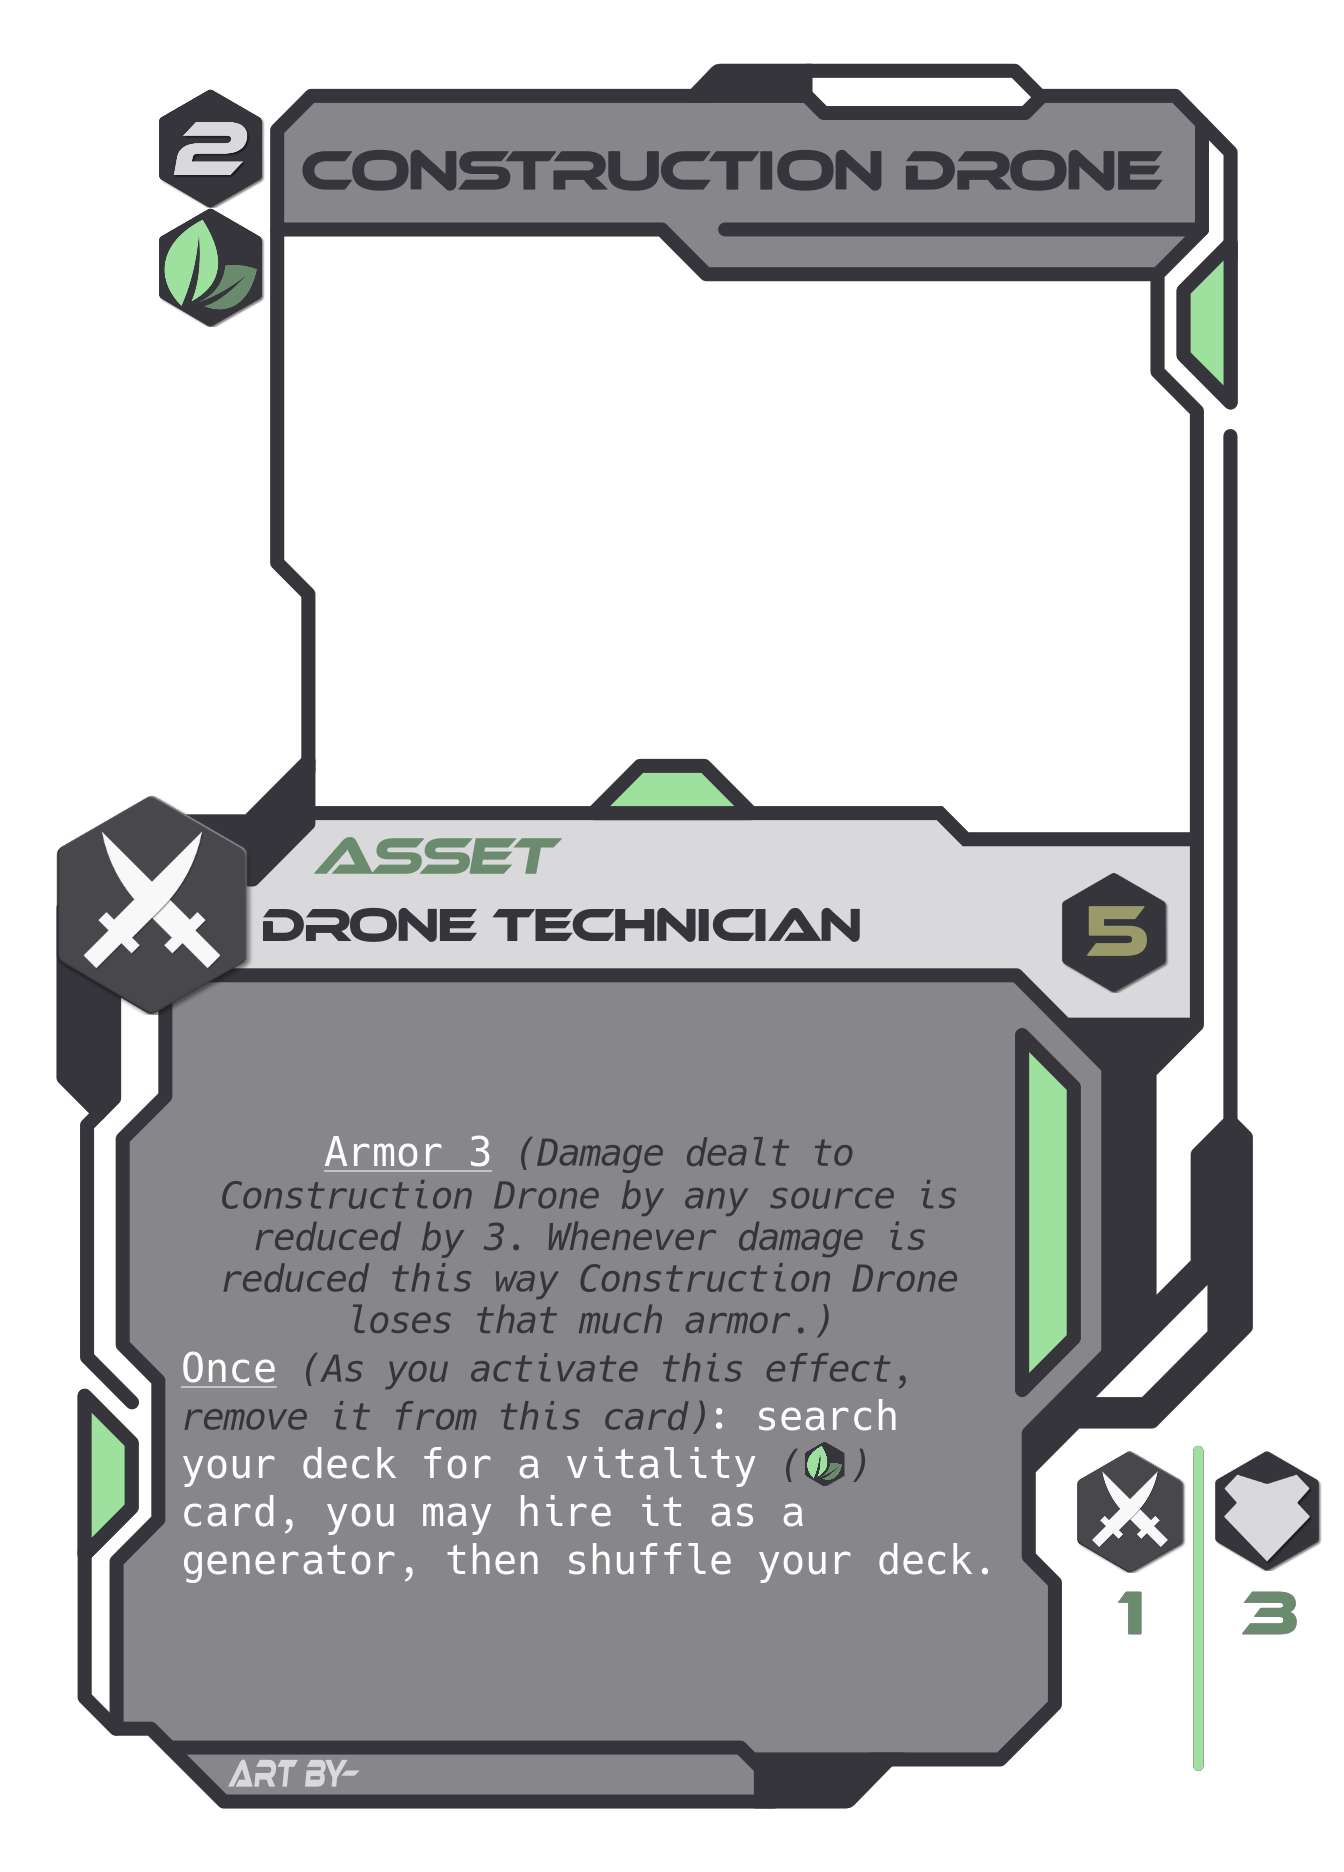 2
CONSTRUCTION DRONE
ASSET
DRONE TECHNICIAN
5
Armor 3 (Damage dealt to
Construction Drone by any source is
reduced by 3. Whenever damage is
reduced this way Construction Drone
loses that much armor.)
Once (As you activate this effect,
remove it from this card): search
your deck for a vitality ( )
card, you may hire it as a
generator, then shuffle your deck.
1 3
ART BY-